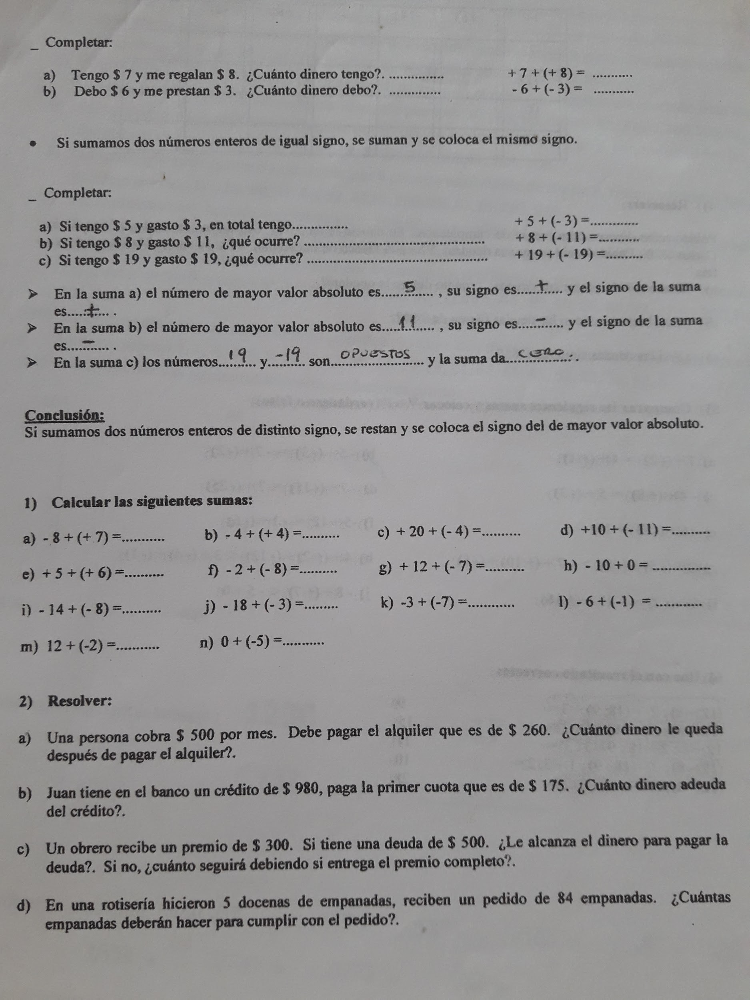 _ Completar:
a) Tengo $ 7 y me regalan $ 8. ¿Cuánto dinero tengo?. ............... + 7 + (+ 8) = ...........
b) Debo $ 6 y me prestan $ 3. ¿Cuánto dinero debo?. .............. - 6 + (- 3) = ...........
• Si sumamos dos números enteros de igual signo, se suman y se coloca el mismo signo.
_ Completar:
a) Si tengo $ 5 y gasto $ 3, en total tengo............... + 5 + (- 3) =.............
b) Si tengo $ 8 y gasto $ 11, ¿qué ocurre? ................................................. + 8 + (- 11) =...........
c) Si tengo $ 19 y gasto $ 19, ¿qué ocurre? ................................................. + 19 + (- 19) =..........
➢ En la suma a) el número de mayor valor absoluto es......5...... , su signo es.....+..... y el signo de la suma
es.....+.... .
➢ En la suma b) el número de mayor valor absoluto es.....11..... , su signo es.....-..... y el signo de la suma
es.....-..... .
➢ En la suma c) los números....19.... y...-19... son....OPUESTOS.... y la suma da....CERO.... .
Conclusión:
Si sumamos dos números enteros de distinto signo, se restan y se coloca el signo del de mayor valor absoluto.
1) Calcular las siguientes sumas:
a) - 8 + (+ 7) =........... b) - 4 + (+ 4) =.......... c) + 20 + (- 4) =.......... d) +10 + (- 11) =..........
e) + 5 + (+ 6) =.......... f) - 2 + (- 8) =.......... g) + 12 + (- 7) =.......... h) - 10 + 0 = ...............
i) - 14 + (- 8) =.......... j) - 18 + (- 3) =......... k) -3 + (-7) =............ l) - 6 + (-1) = ............
m) 12 + (-2) =........... n) 0 + (-5) =...........
2) Resolver:
a) Una persona cobra $ 500 por mes. Debe pagar el alquiler que es de $ 260. ¿Cuánto dinero le queda
después de pagar el alquiler?.
b) Juan tiene en el banco un crédito de $ 980, paga la primer cuota que es de $ 175. ¿Cuánto dinero adeuda
del crédito?.
c) Un obrero recibe un premio de $ 300. Si tiene una deuda de $ 500. ¿Le alcanza el dinero para pagar la
deuda?. Si no, ¿cuánto seguirá debiendo si entrega el premio completo?.
d) En una rotisería hicieron 5 docenas de empanadas, reciben un pedido de 84 empanadas. ¿Cuántas
empanadas deberán hacer para cumplir con el pedido?.